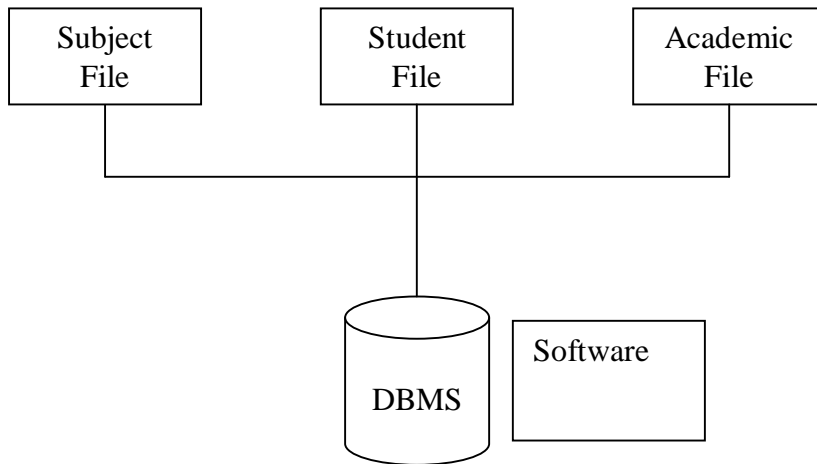 Subject
File
Student
File
Academic
File
DBMS
Software